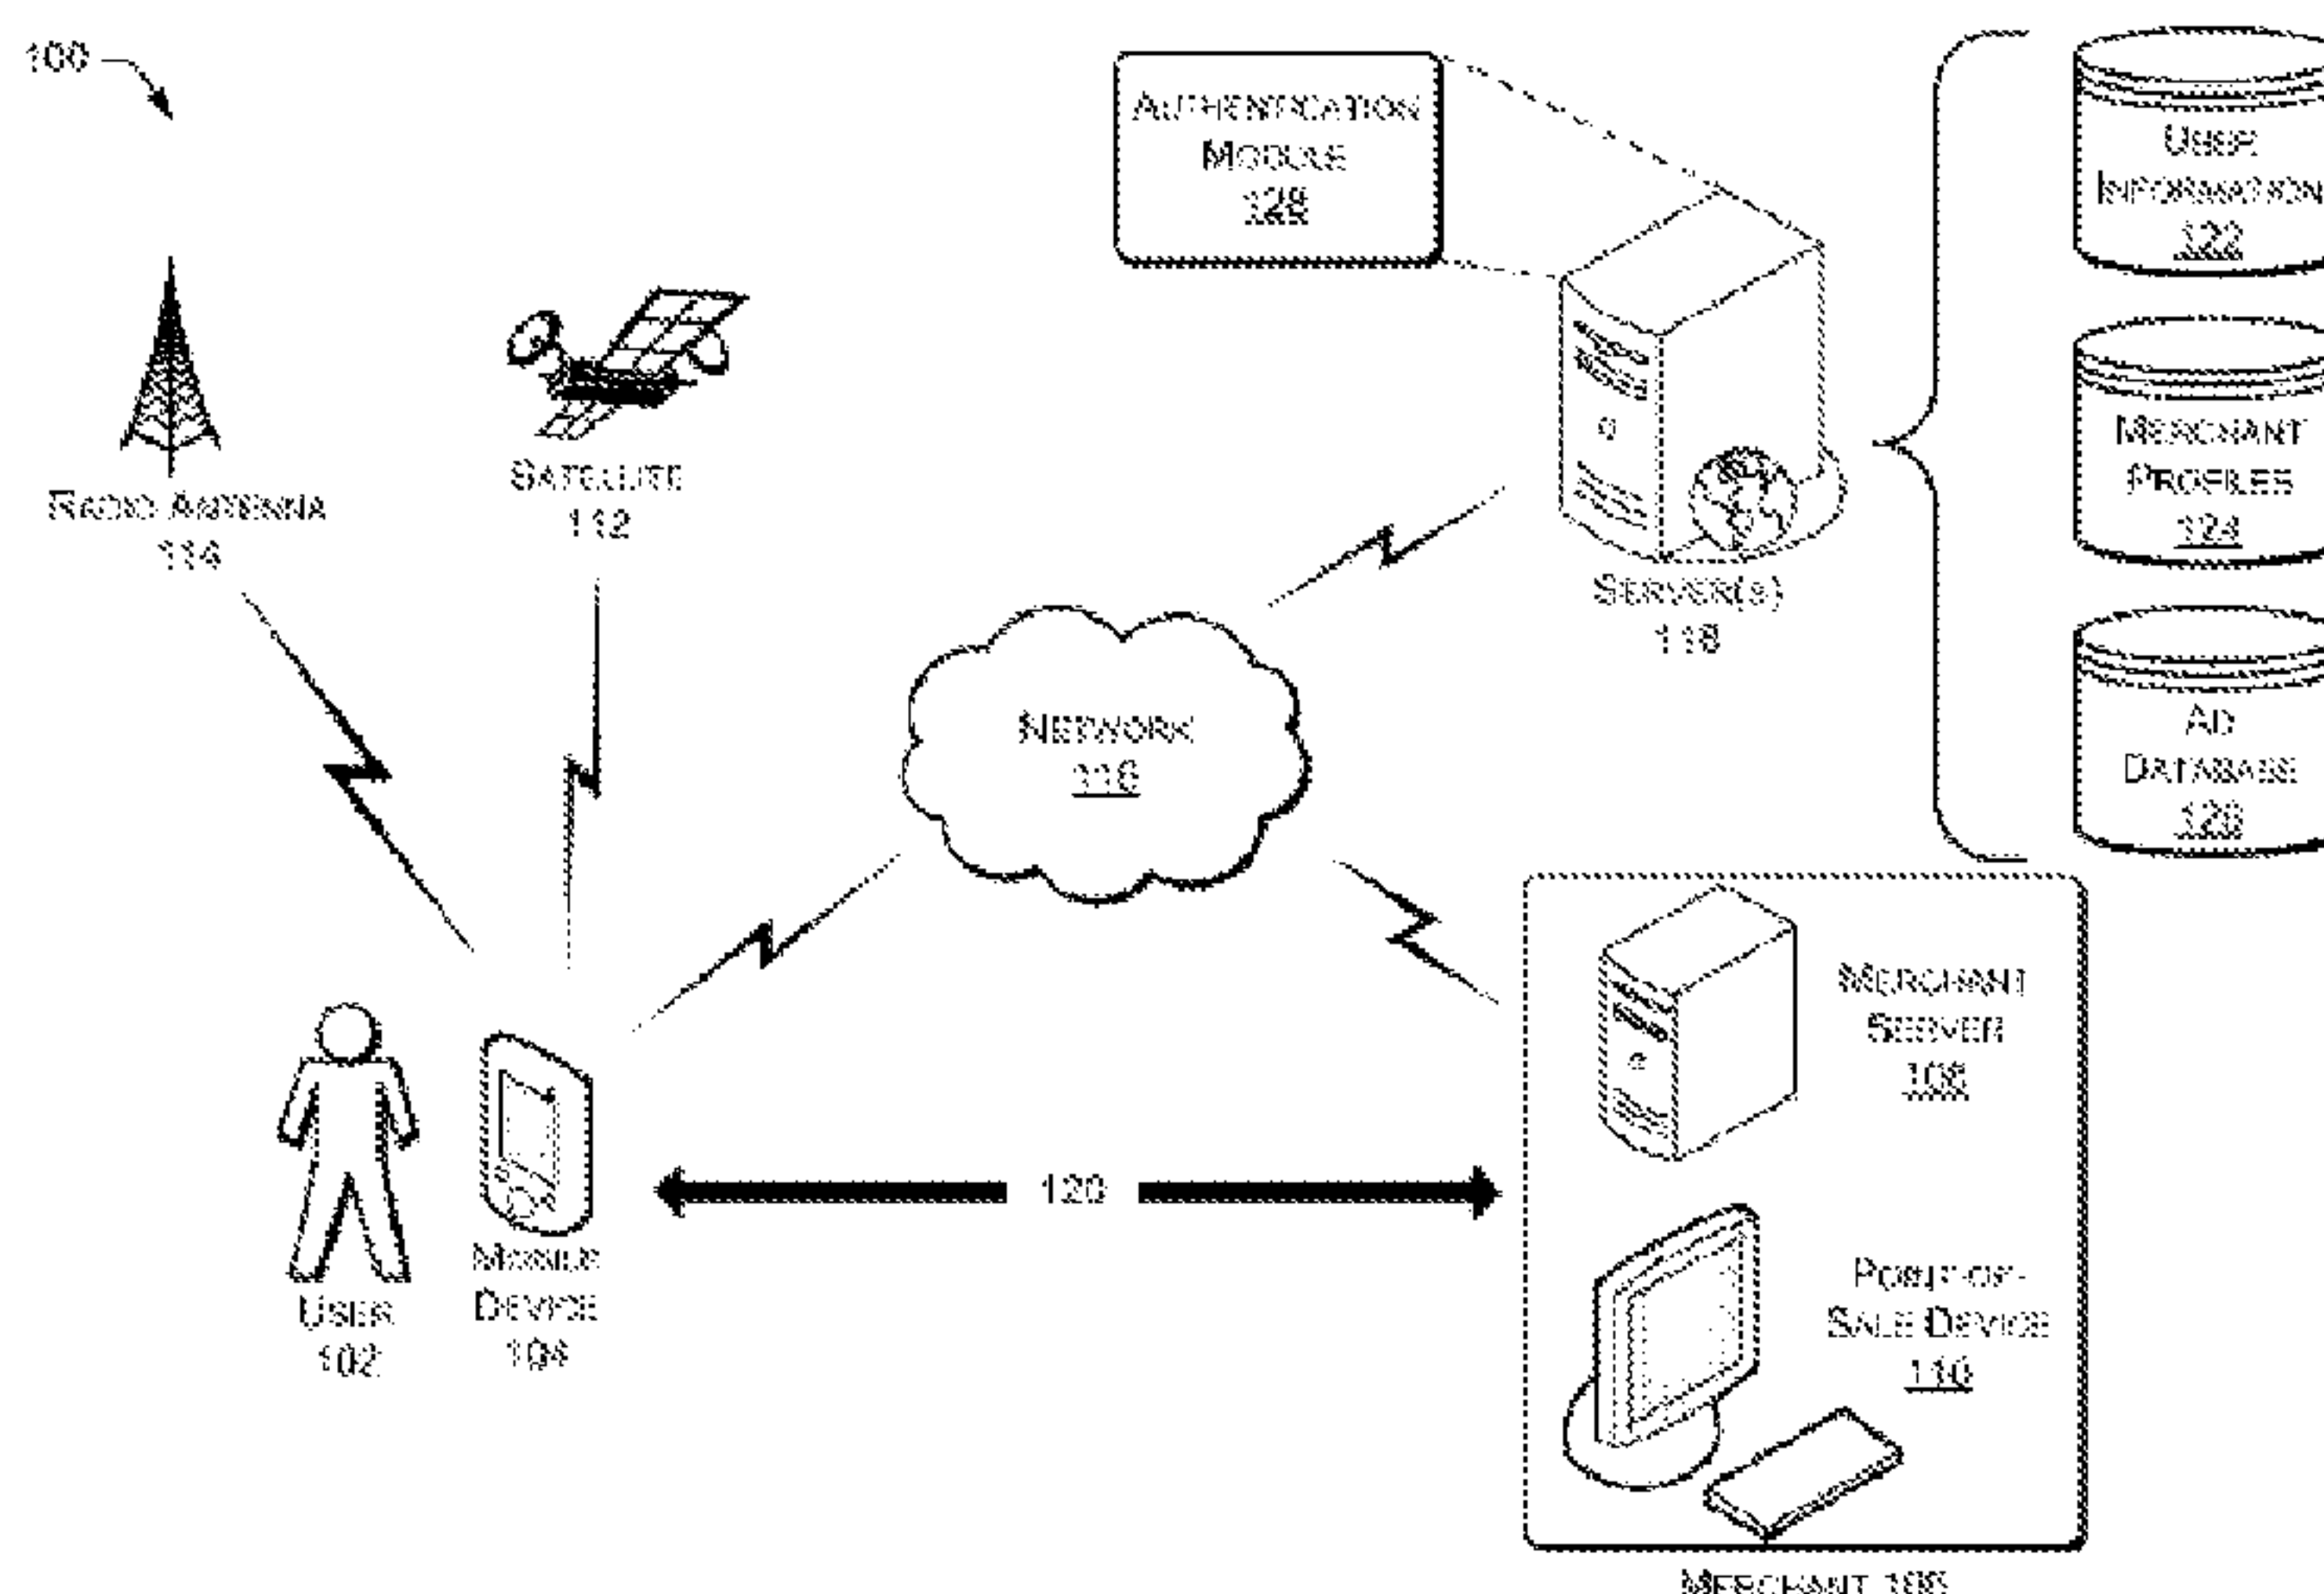 100
AUTHENTICATION
MODULE
128
USER
INFORMATION
122
MERCHANT
PROFILES
124
AD
DATABASE
126
RADIO ANTENNA
114
SATELLITE
112
SERVER(S)
118
NETWORK
116
MERCHANT
SERVER
108
120
POINT-OF-
SALE DEVICE
110
USER
102
MOBILE
DEVICE
104
MERCHANT 106